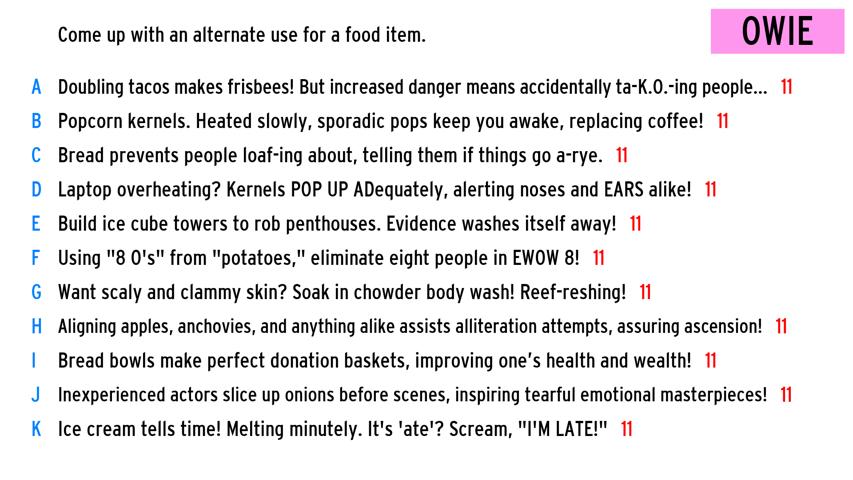 Come up with an alternate use for a food item.
OWIE
A Doubling tacos makes frisbees! But increased danger means accidentally ta-K.O.-ing people... 11
B Popcorn kernels. Heated slowly, sporadic pops keep you awake, replacing coffee! 11
C Bread prevents people loaf-ing about, telling them if things go a-rye. 11
D Laptop overheating? Kernels POP UP ADequately, alerting noses and EARS alike! 11
E Build ice cube towers to rob penthouses. Evidence washes itself away! 11
F Using "8 O's" from "potatoes," eliminate eight people in EWOW 8! 11
G Want scaly and clammy skin? Soak in chowder body wash! Reef-reshing! 11
H Aligning apples, anchovies, and anything alike assists alliteration attempts, assuring ascension! 11
I Bread bowls make perfect donation baskets, improving one’s health and wealth! 11
J Inexperienced actors slice up onions before scenes, inspiring tearful emotional masterpieces! 11
K Ice cream tells time! Melting minutely. It's 'ate'? Scream, "I'M LATE!" 11